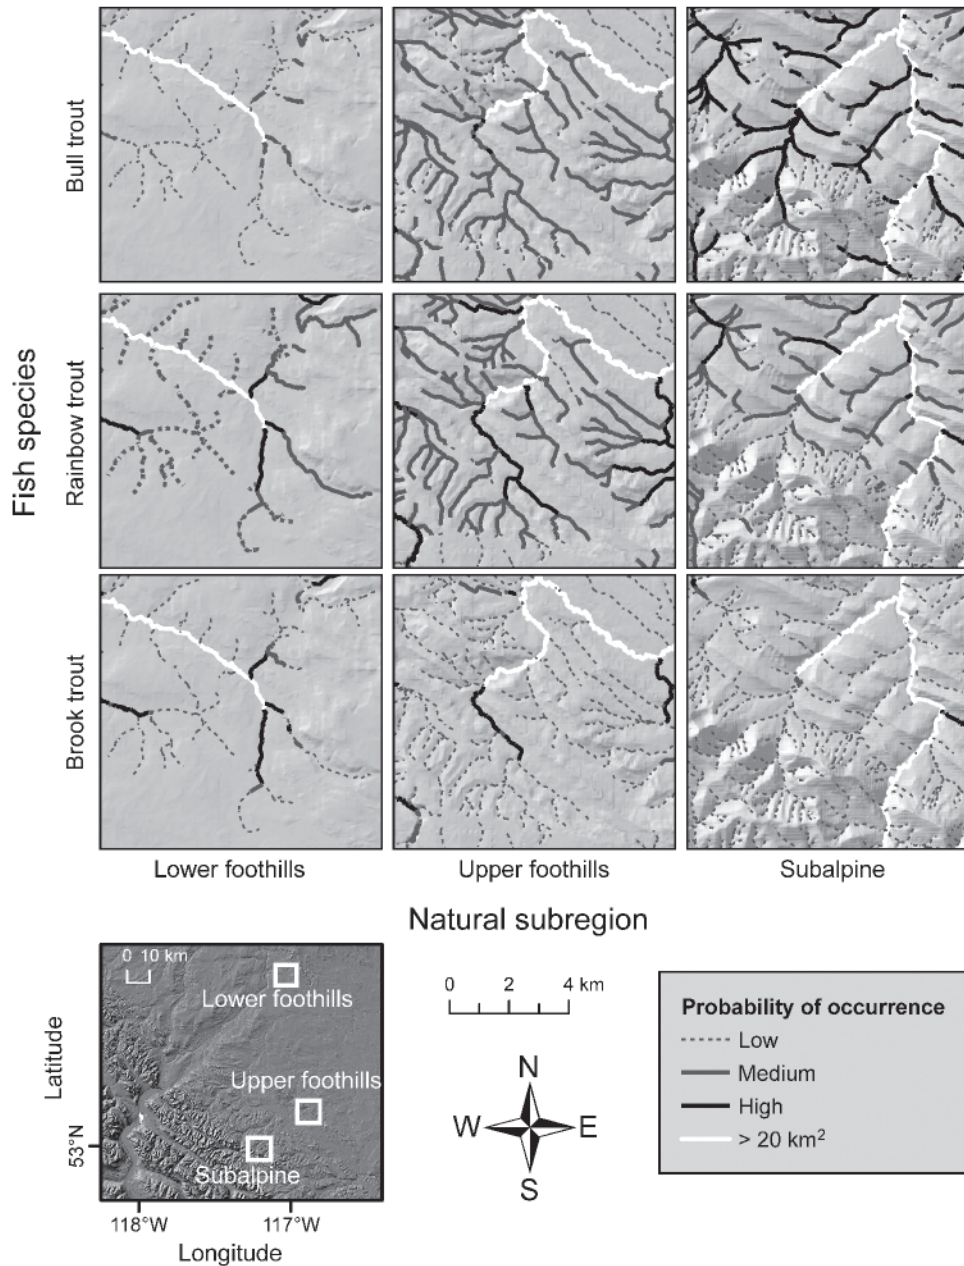 Fish species
Bull trout
Rainbow trout
Brook trout
Lower foothills
Upper foothills
Subalpine
Natural subregion
0 10 km
Lower foothills
Upper foothills
Subalpine
Latitude
53°N
118°W
117°W
Longitude
0 2 4 km
N
W
E
S
Probability of occurrence
Low
Medium
High
> 20 km²